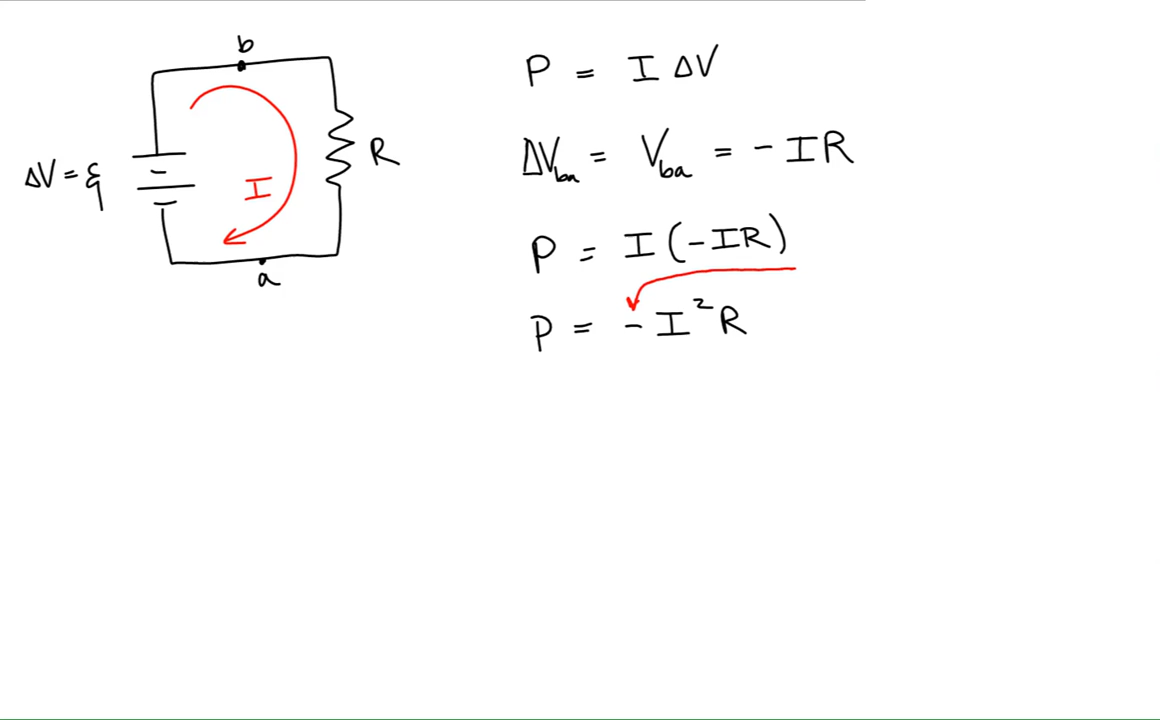 b
ΔV = ℰ
I
R
a
P = I ΔV
ΔV_ba = V_ba = - IR
P = I (-IR)
P = - I² R